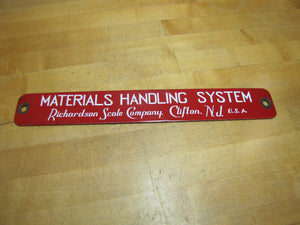 MATERIALS HANDLING SYSTEM
Richardson Scale Company, Clifton, N.J. U.S.A.